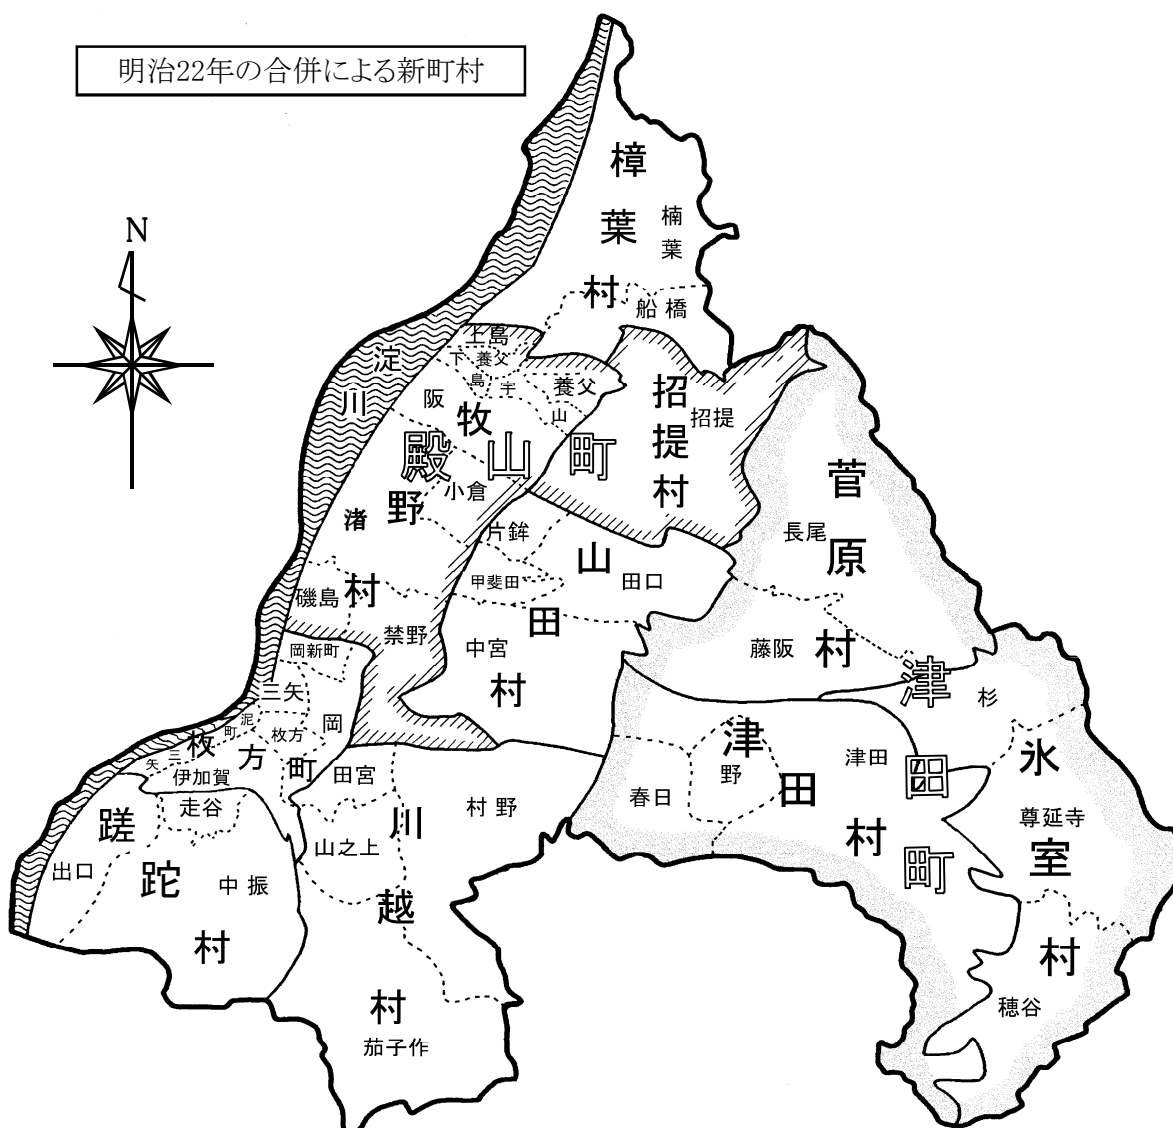 明治22年の合併による新町村
N
樟葉村
楠葉
船橋
淀川
上島
下島
養父
宇山
養父
阪
牧野村
殿山町
小倉
渚
磯島
禁野
招提村
招提
片鉾
甲斐田
田口
山田村
中宮
菅原村
長尾
藤阪
津田町
杉
氷室村
尊延寺
穂谷
津田村
津田
野
春日
岡新町
三矢
岡
泥町
枚方
三矢
枚方町
伊加賀
走谷
蹉跎村
出口
中振
田宮
村野
山之上
川越村
茄子作